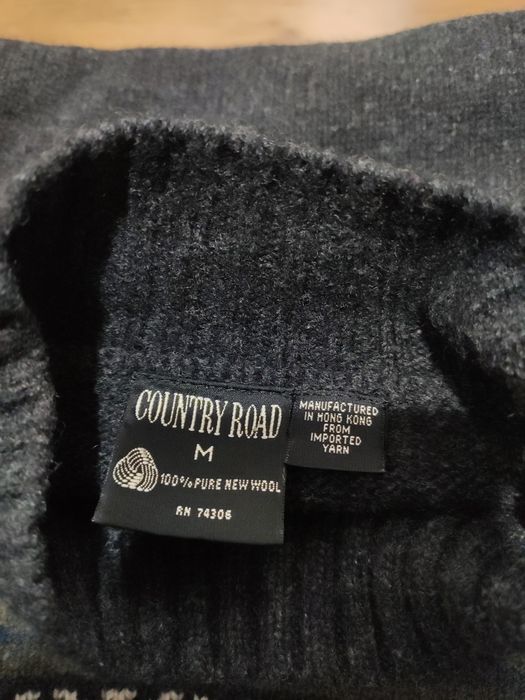 COUNTRY ROAD
M
100% PURE NEW WOOL
RN 74306
MANUFACTURED
IN HONG KONG
FROM
IMPORTED
YARN